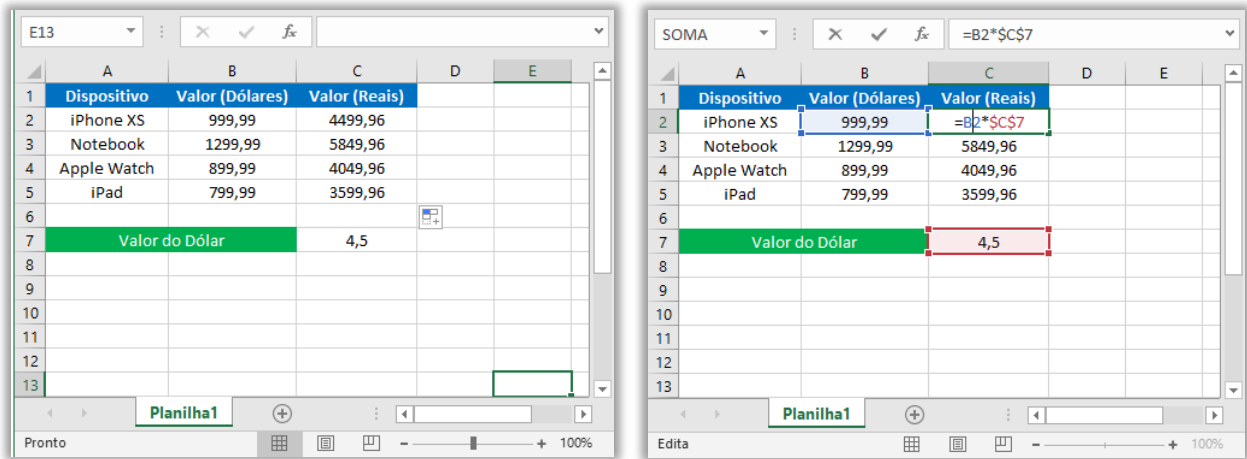 E13 fx
A B C D E
1 Dispositivo Valor (Dólares) Valor (Reais)
2 iPhone XS 999,99 4499,96
3 Notebook 1299,99 5849,96
4 Apple Watch 899,99 4049,96
5 iPad 799,99 3599,96
6
7 Valor do Dólar 4,5
8
9
10
11
12
13
Planilha1
Pronto 100%
SOMA fx =B2*$C$7
A B C D E
1 Dispositivo Valor (Dólares) Valor (Reais)
2 iPhone XS 999,99 =B2*$C$7
3 Notebook 1299,99 5849,96
4 Apple Watch 899,99 4049,96
5 iPad 799,99 3599,96
6
7 Valor do Dólar 4,5
8
9
10
11
12
13
Planilha1
Edita 100%